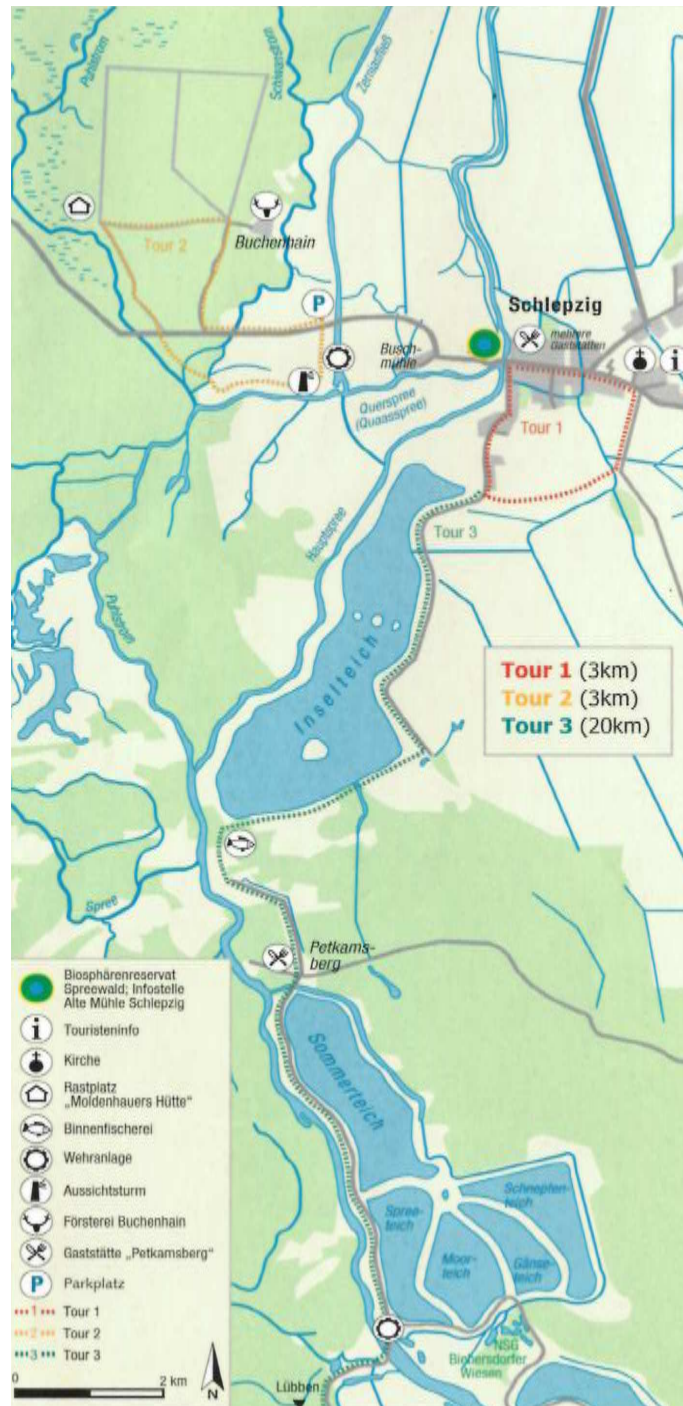 Puhlstrom
Schiwanstrom
Zerniafließ
Tour 2
Buchenhain
P
Schlepzig
mehrere
Gaststätten
Busch-
mühle
i
Querspree
(Quaasspree)
Tour 1
Hauptspree
Tour 3
Puhlstrom
Inselteich
Tour 1 (3km)
Tour 2 (3km)
Tour 3 (20km)
Spree
Petkams-
berg
Sommerteich
Schnepfen-
teich
Spree-
teich
Moor-
teich
Gänse-
teich
NSG
Biebersdorfer
Wiesen
Lübben
Biosphärenreservat
Spreewald; Infostelle
Alte Mühle Schlepzig
i Touristeninfo
Kirche
Rastplatz
„Moldenhauers Hütte"
Binnenfischerei
Wehranlage
Aussichtsturm
Försterei Buchenhain
Gaststätte „Petkamsberg"
P Parkplatz
1 Tour 1
2 Tour 2
3 Tour 3
0 2 km
N